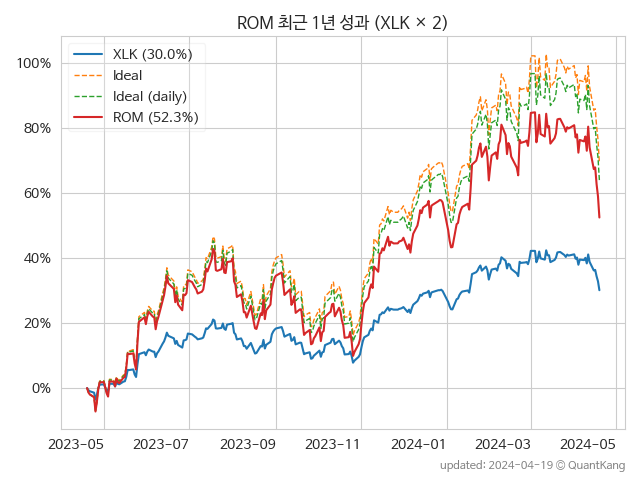 ROM 최근 1년 성과 (XLK × 2)
XLK (30.0%)
Ideal
Ideal (daily)
ROM (52.3%)
100%
80%
60%
40%
20%
0%
2023-05 2023-07 2023-09 2023-11 2024-01 2024-03 2024-05
updated: 2024-04-19 © QuantKang